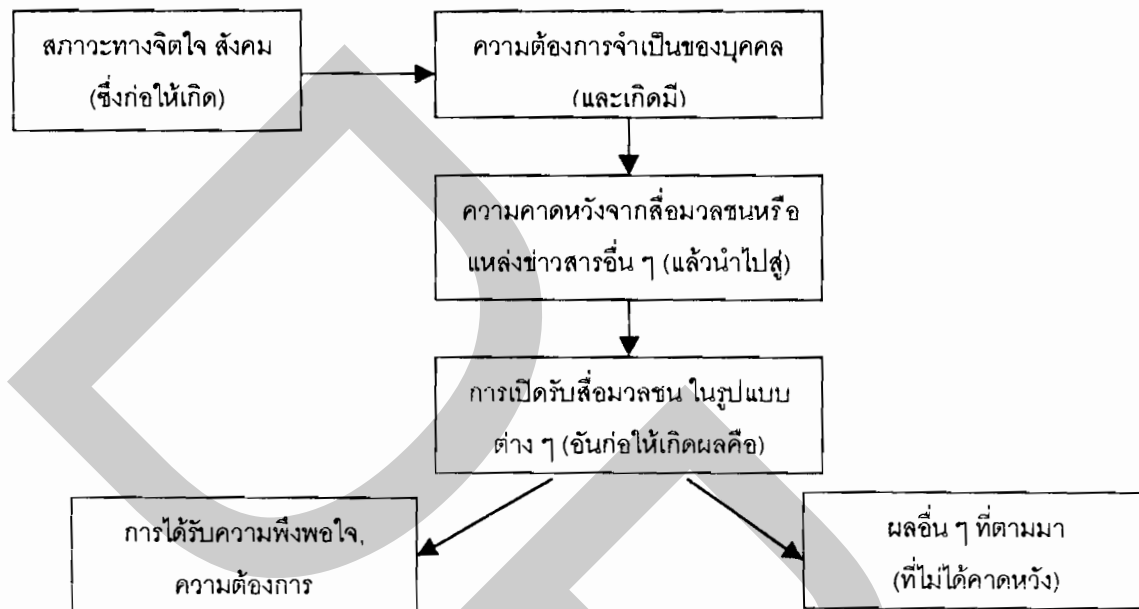 สภาวะทางจิตใจ สังคม
(ซึ่งก่อให้เกิด)
ความต้องการจำเป็นของบุคคล
(และเกิดมี)
ความคาดหวังจากสื่อมวลชนหรือ
แหล่งข่าวสารอื่น ๆ (แล้วนำไปสู่)
การเปิดรับสื่อมวลชน ในรูปแบบ
ต่าง ๆ (อันก่อให้เกิดผลคือ)
การได้รับความพึงพอใจ,
ความต้องการ
ผลอื่น ๆ ที่ตามมา
(ที่ไม่ได้คาดหวัง)